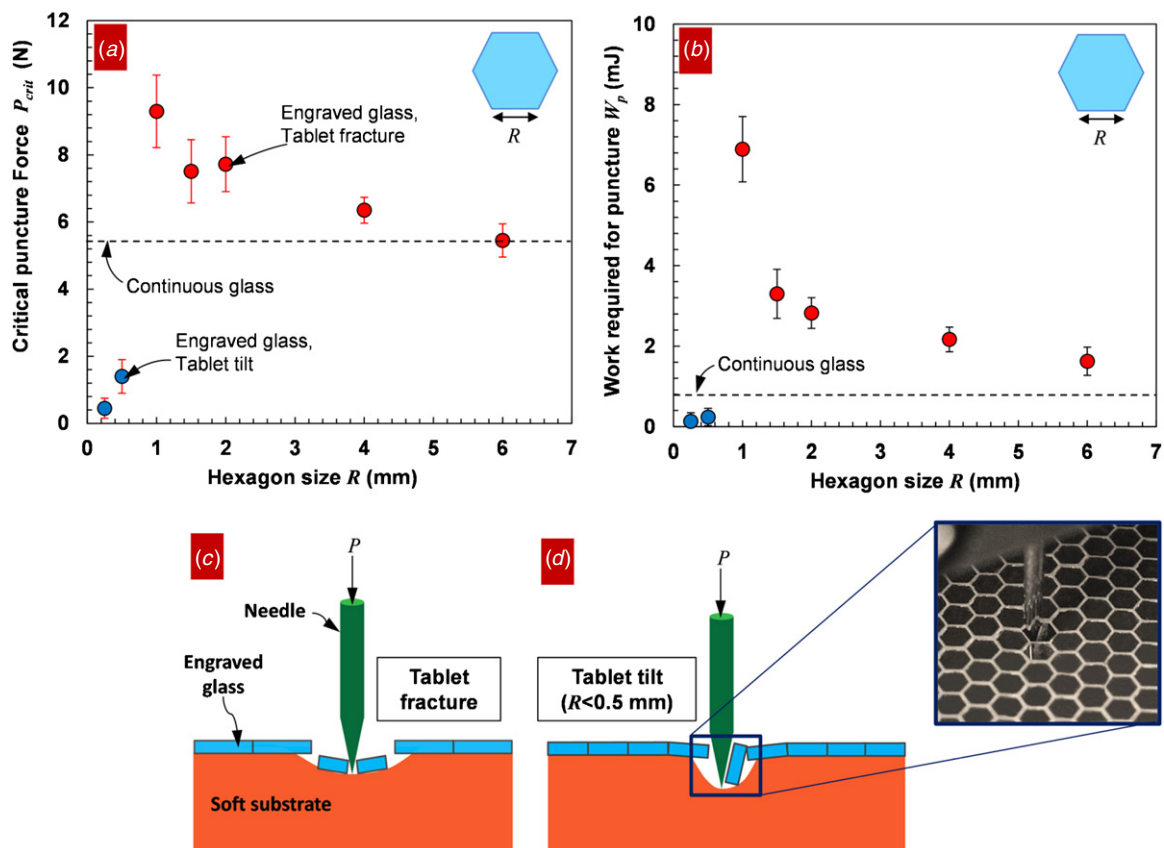 (a)
Critical puncture Force P_crit (N)
12
10
8
6
4
2
0
0 1 2 3 4 5 6 7
Hexagon size R (mm)
Engraved glass,
Tablet fracture
R
Continuous glass
Engraved glass,
Tablet tilt
(b)
Work required for puncture W_p (mJ)
10
8
6
4
2
0
0 1 2 3 4 5 6 7
Hexagon size R (mm)
R
Continuous glass
(c)
P
Needle
Engraved
glass
Tablet
fracture
Soft substrate
(d)
P
Tablet tilt
(R<0.5 mm)